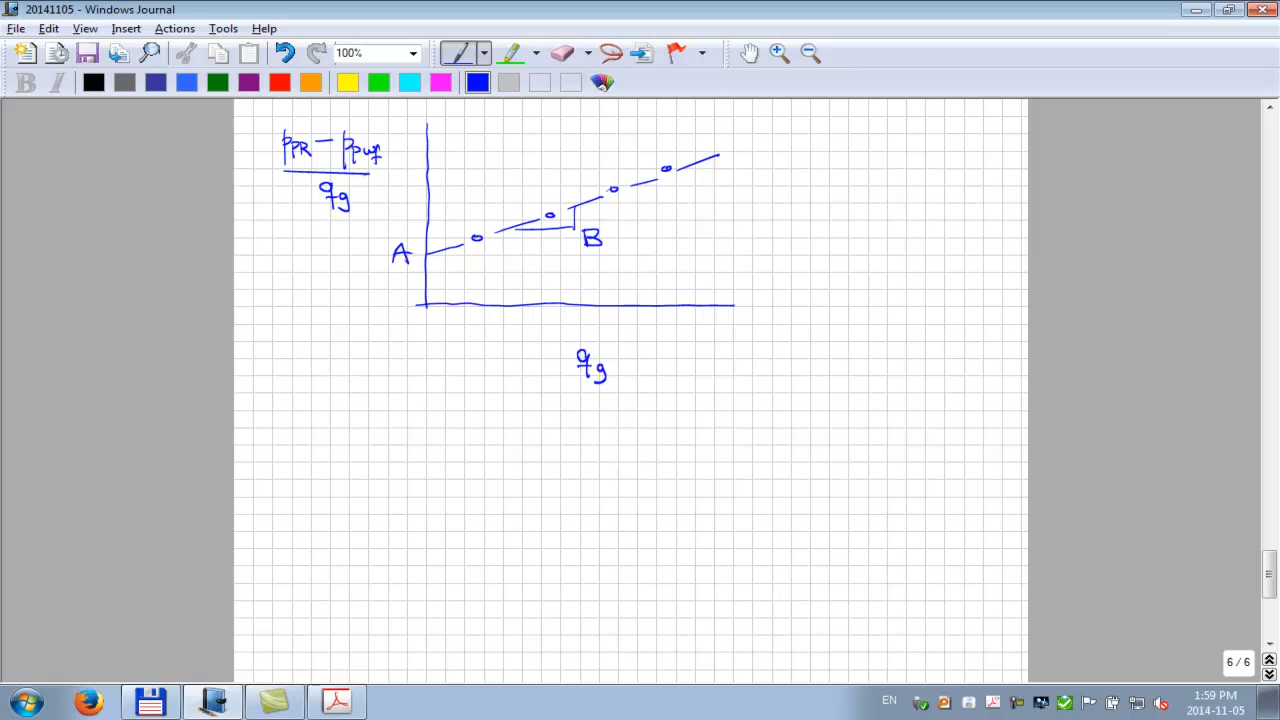 20141105 - Windows Journal
File Edit View Insert Actions Tools Help
100%
B I
PPR - Ppwf
qg
A
B
qg
6 / 6
EN
1:59 PM
2014-11-05